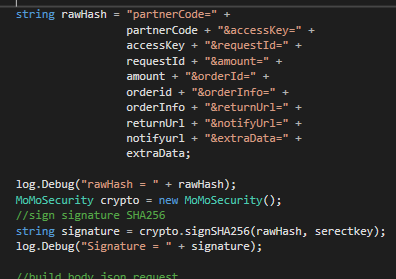 string rawHash = "partnerCode=" +
partnerCode + "&accessKey=" +
accessKey + "&requestId=" +
requestId + "&amount=" +
amount + "&orderId=" +
orderid + "&orderInfo=" +
orderInfo + "&returnUrl=" +
returnUrl + "&notifyUrl=" +
notifyurl + "&extraData=" +
extraData;
log.Debug("rawHash = " + rawHash);
MoMoSecurity crypto = new MoMoSecurity();
//sign signature SHA256
string signature = crypto.signSHA256(rawHash, serectkey);
log.Debug("Signature = " + signature);
//build body json request